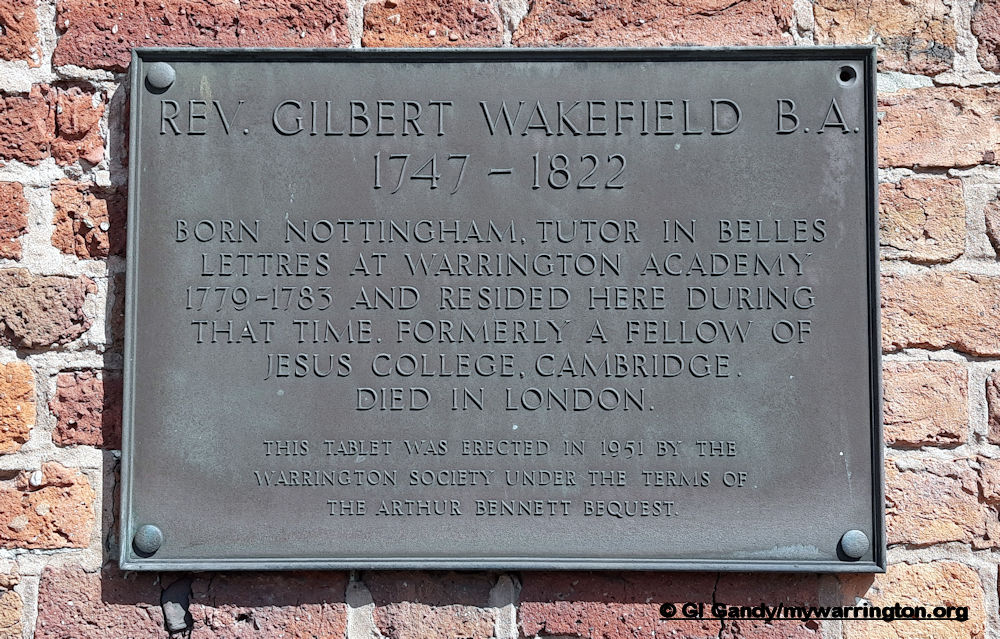 REV. GILBERT WAKEFIELD B.A.
1747 - 1822
BORN NOTTINGHAM, TUTOR IN BELLES
LETTRES AT WARRINGTON ACADEMY
1779-1783 AND RESIDED HERE DURING
THAT TIME. FORMERLY A FELLOW OF
JESUS COLLEGE, CAMBRIDGE.
DIED IN LONDON.
THIS TABLET WAS ERECTED IN 1951 BY THE
WARRINGTON SOCIETY UNDER THE TERMS OF
THE ARTHUR BENNETT BEQUEST.
© GI Gandy/mywarrington.org